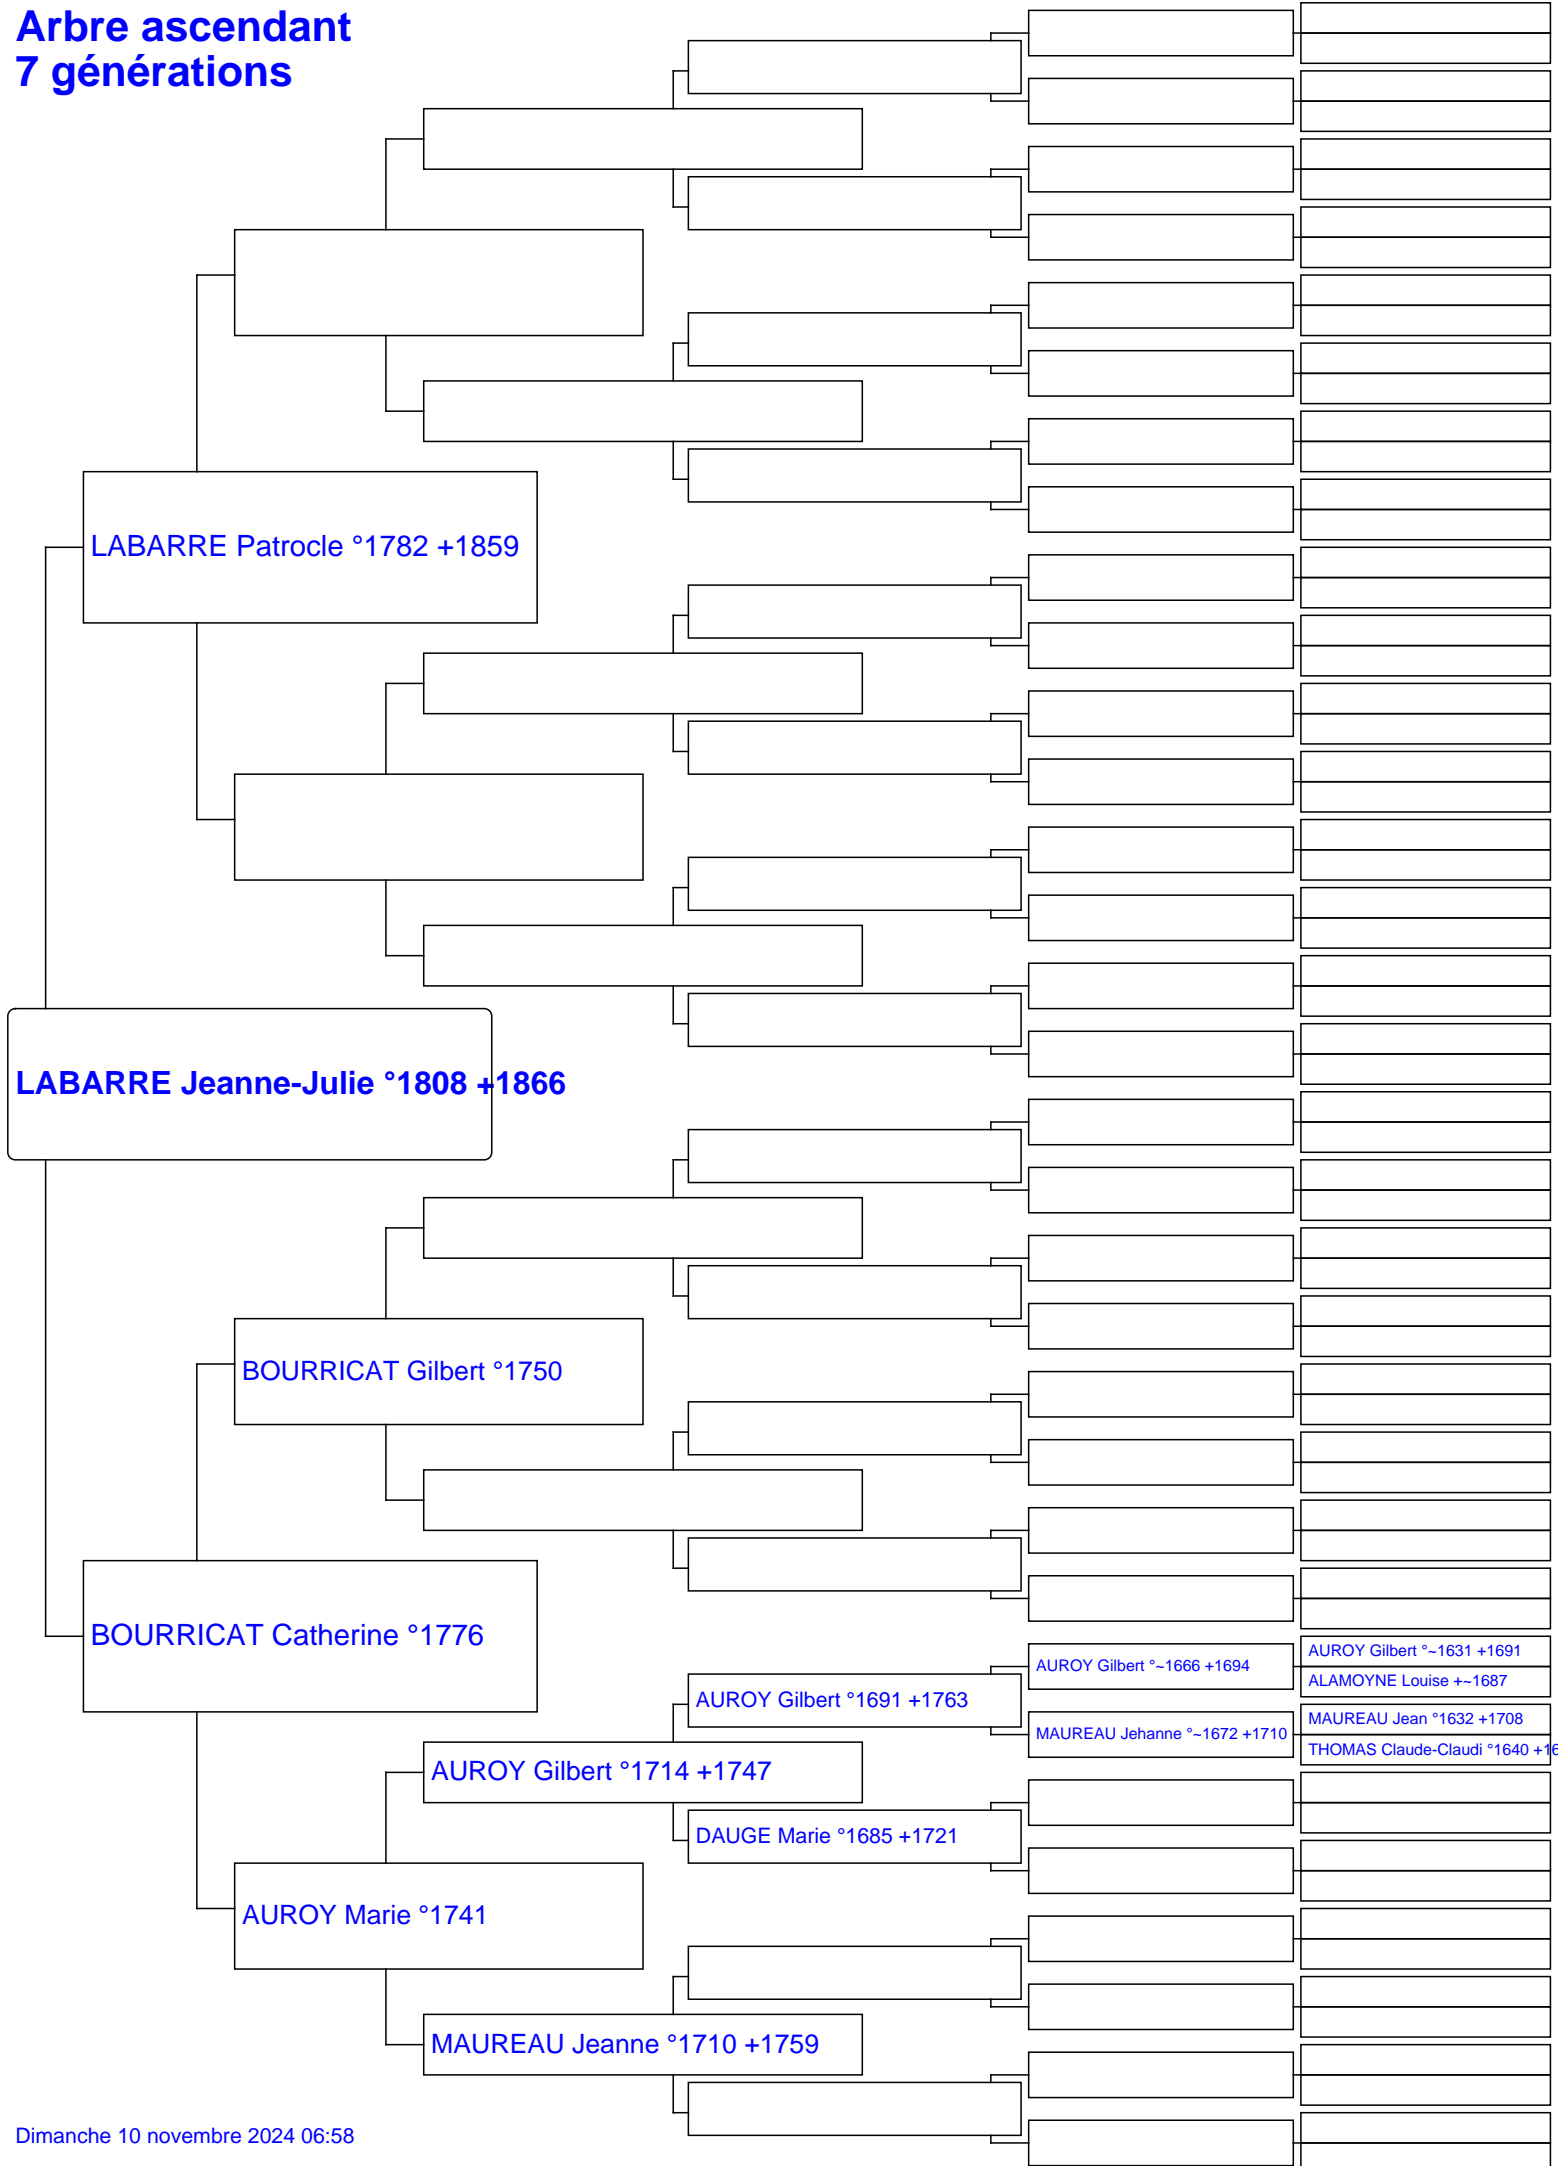 Arbre ascendant
7 générations
LABARRE Patrocle °1782 +1859
LABARRE Jeanne-Julie °1808 +1866
BOURRICAT Gilbert °1750
BOURRICAT Catherine °1776
AUROY Gilbert °~1631 +1691
AUROY Gilbert °~1666 +1694
ALAMOYNE Louise +~1687
AUROY Gilbert °1691 +1763
MAUREAU Jean °1632 +1708
MAUREAU Jehanne °~1672 +1710
THOMAS Claude-Claudi °1640 +16
AUROY Gilbert °1714 +1747
DAUGE Marie °1685 +1721
AUROY Marie °1741
MAUREAU Jeanne °1710 +1759
Dimanche 10 novembre 2024 06:58